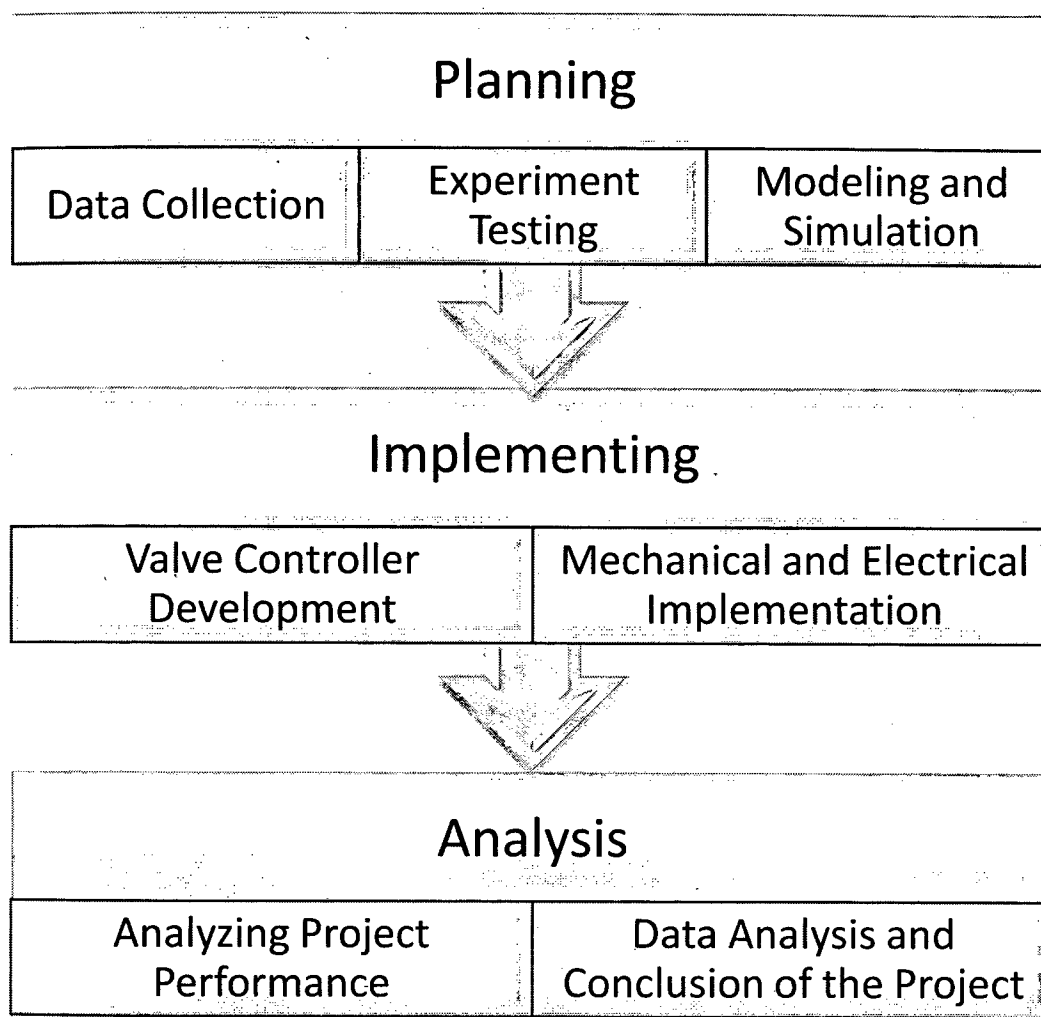 Planning
Data Collection
Experiment
Testing
Modeling and
Simulation
Implementing
Valve Controller
Development
Mechanical and Electrical
Implementation
Analysis
Analyzing Project
Performance
Data Analysis and
Conclusion of the Project